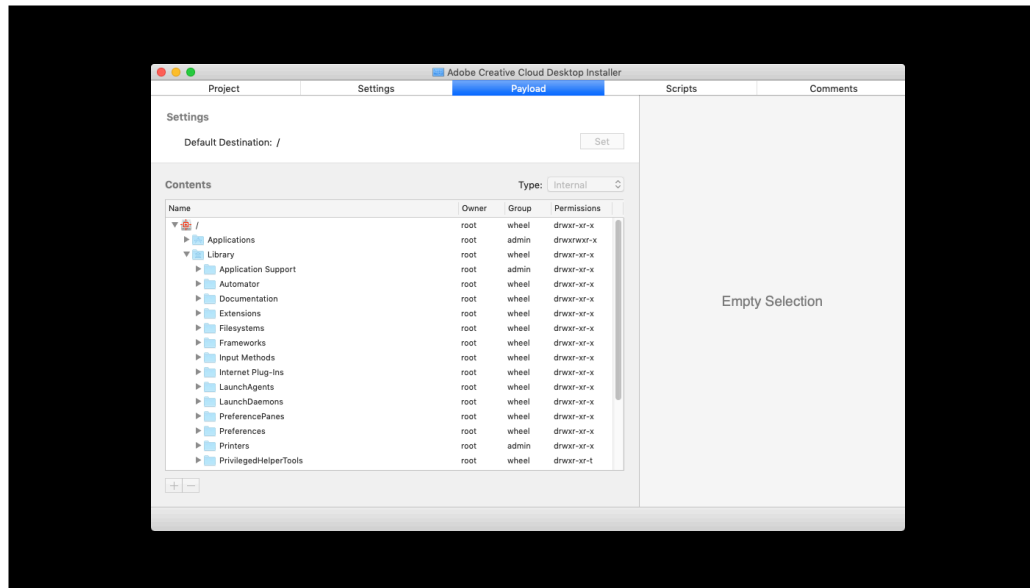 Adobe Creative Cloud Desktop Installer
Project Settings Payload Scripts Comments
Settings
Default Destination: / Set
Contents Type: Internal
Name Owner Group Permissions
/ root wheel drwxr-xr-x
Applications root admin drwxrwxr-x
Library root wheel drwxr-xr-x
Application Support root admin drwxr-xr-x
Automator root wheel drwxr-xr-x
Documentation root wheel drwxr-xr-x
Extensions root wheel drwxr-xr-x
Filesystems root wheel drwxr-xr-x
Frameworks root wheel drwxr-xr-x
Input Methods root wheel drwxr-xr-x
Internet Plug-Ins root wheel drwxr-xr-x
LaunchAgents root wheel drwxr-xr-x
LaunchDaemons root wheel drwxr-xr-x
PreferencePanes root wheel drwxr-xr-x
Preferences root wheel drwxr-xr-x
Printers root admin drwxr-xr-x
PrivilegedHelperTools root wheel drwxr-xr-t
Empty Selection